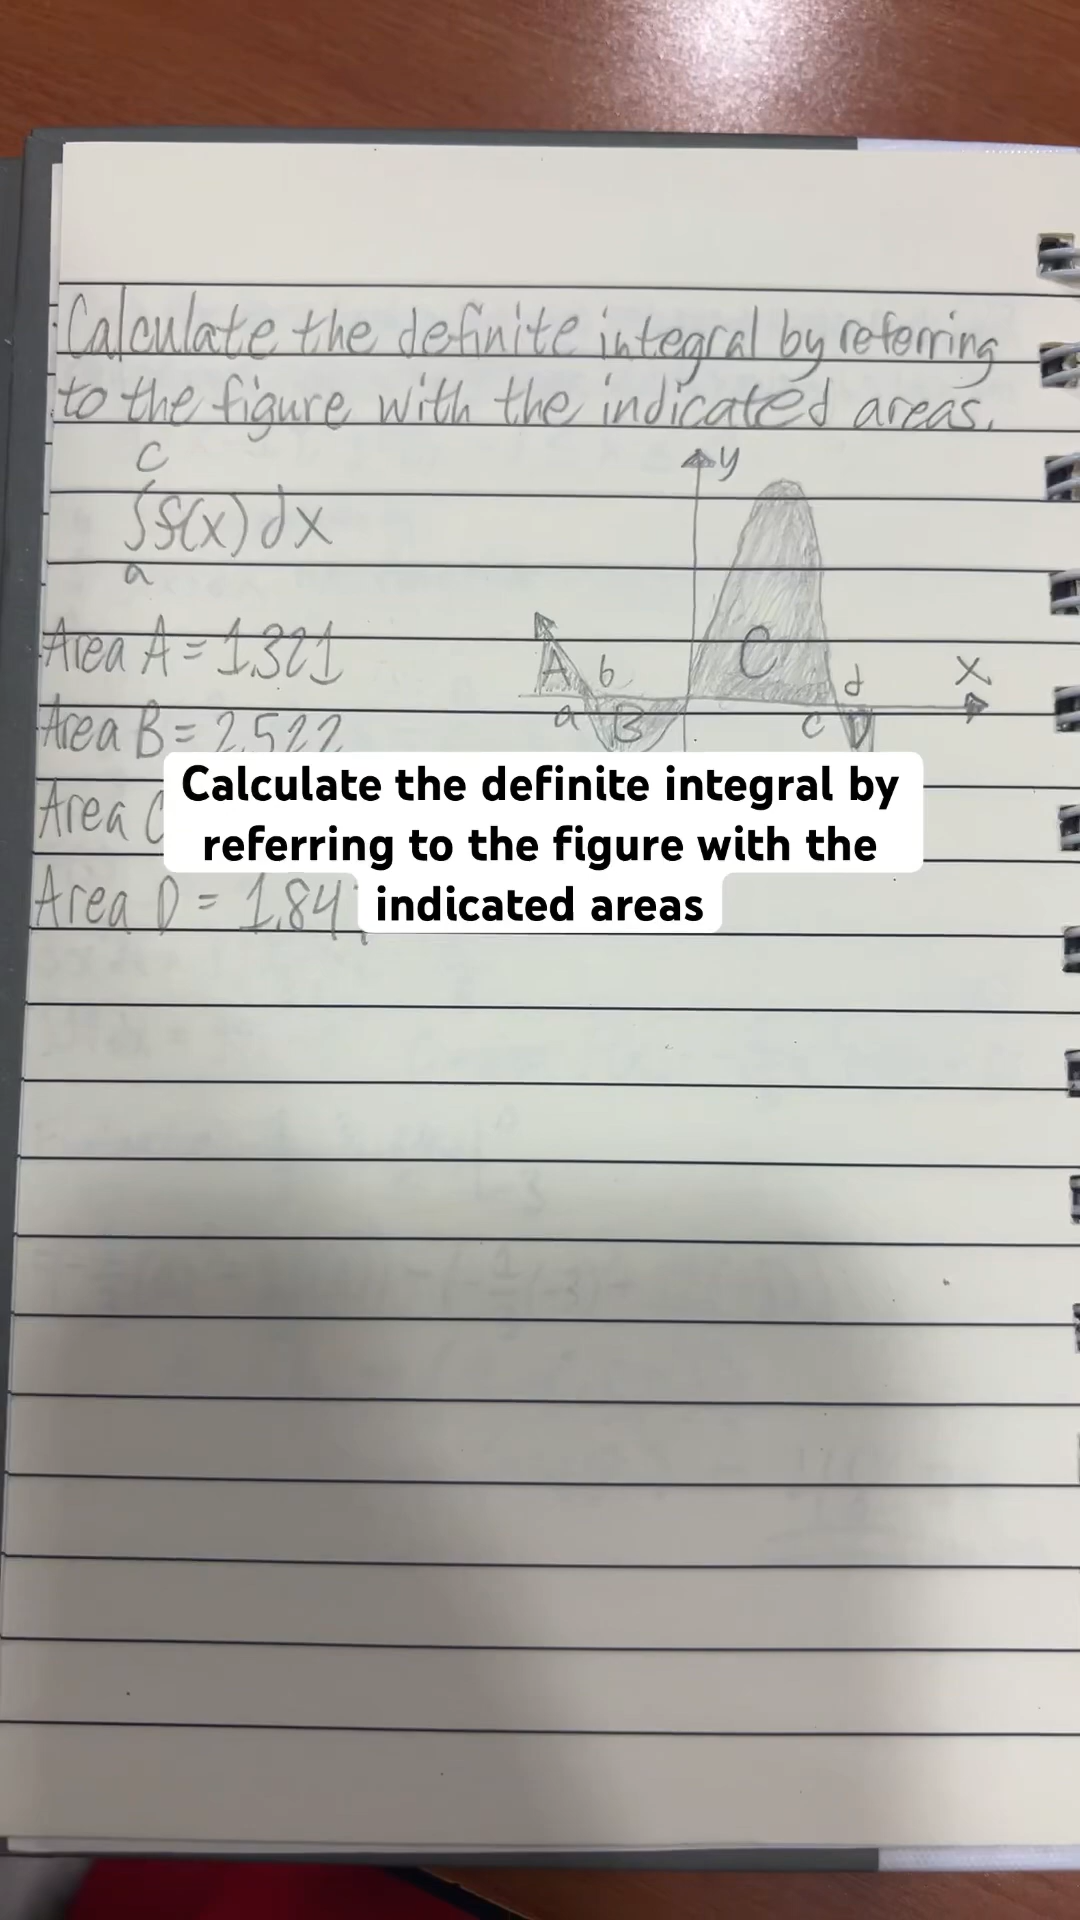 Calculate the definite integral by referring
to the figure with the indicated areas.
c
∫f(x)dx
a
y
Area A = 1.321
A b
X
d
C
a B c D
Area B = 2.522
Area C
Area D = 1.84
Calculate the definite integral by
referring to the figure with the
indicated areas